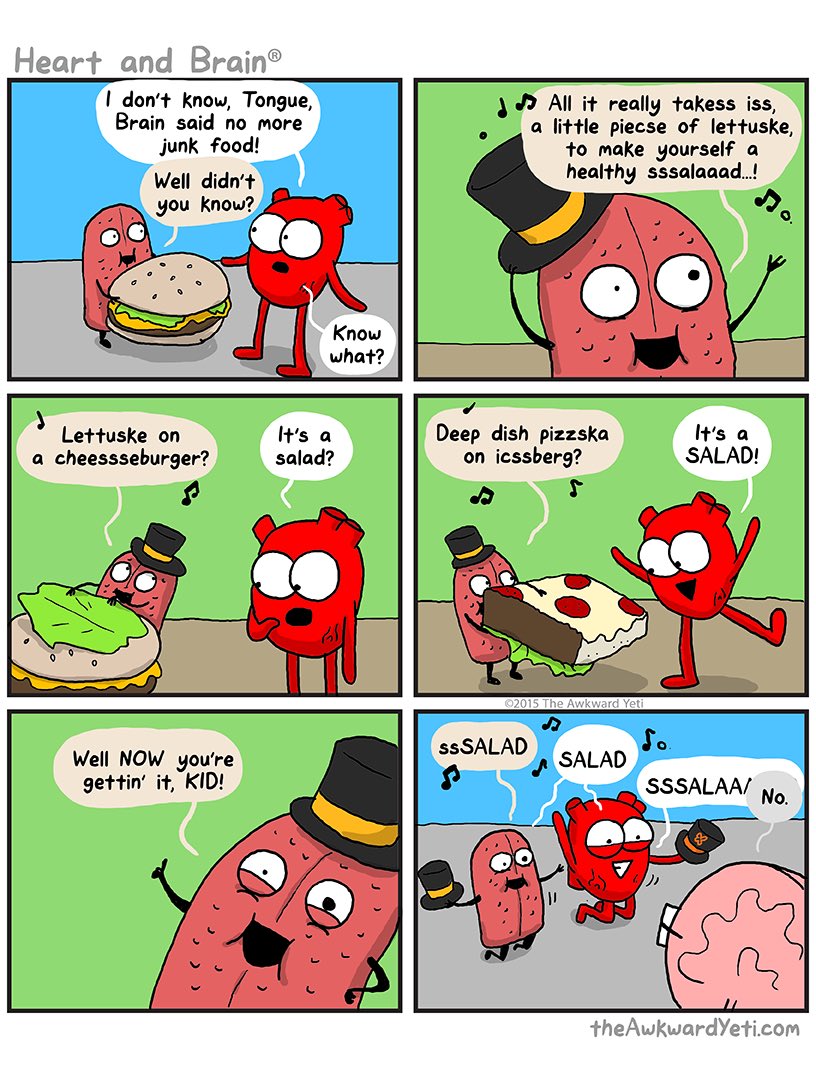 Heart and Brain®
I don't know, Tongue,
Brain said no more
junk food!
Well didn't
you know?
Know
what?
All it really takess iss,
a little piecse of lettuske,
to make yourself a
healthy sssalaaad...!
Lettuske on
a cheessseburger?
It's a
salad?
Deep dish pizzska
on icssberg?
It's a
SALAD!
©2015 The Awkward Yeti
Well NOW you're
gettin' it, KID!
ssSALAD
SALAD
SSSALAAA
No.
theAwkwardYeti.com